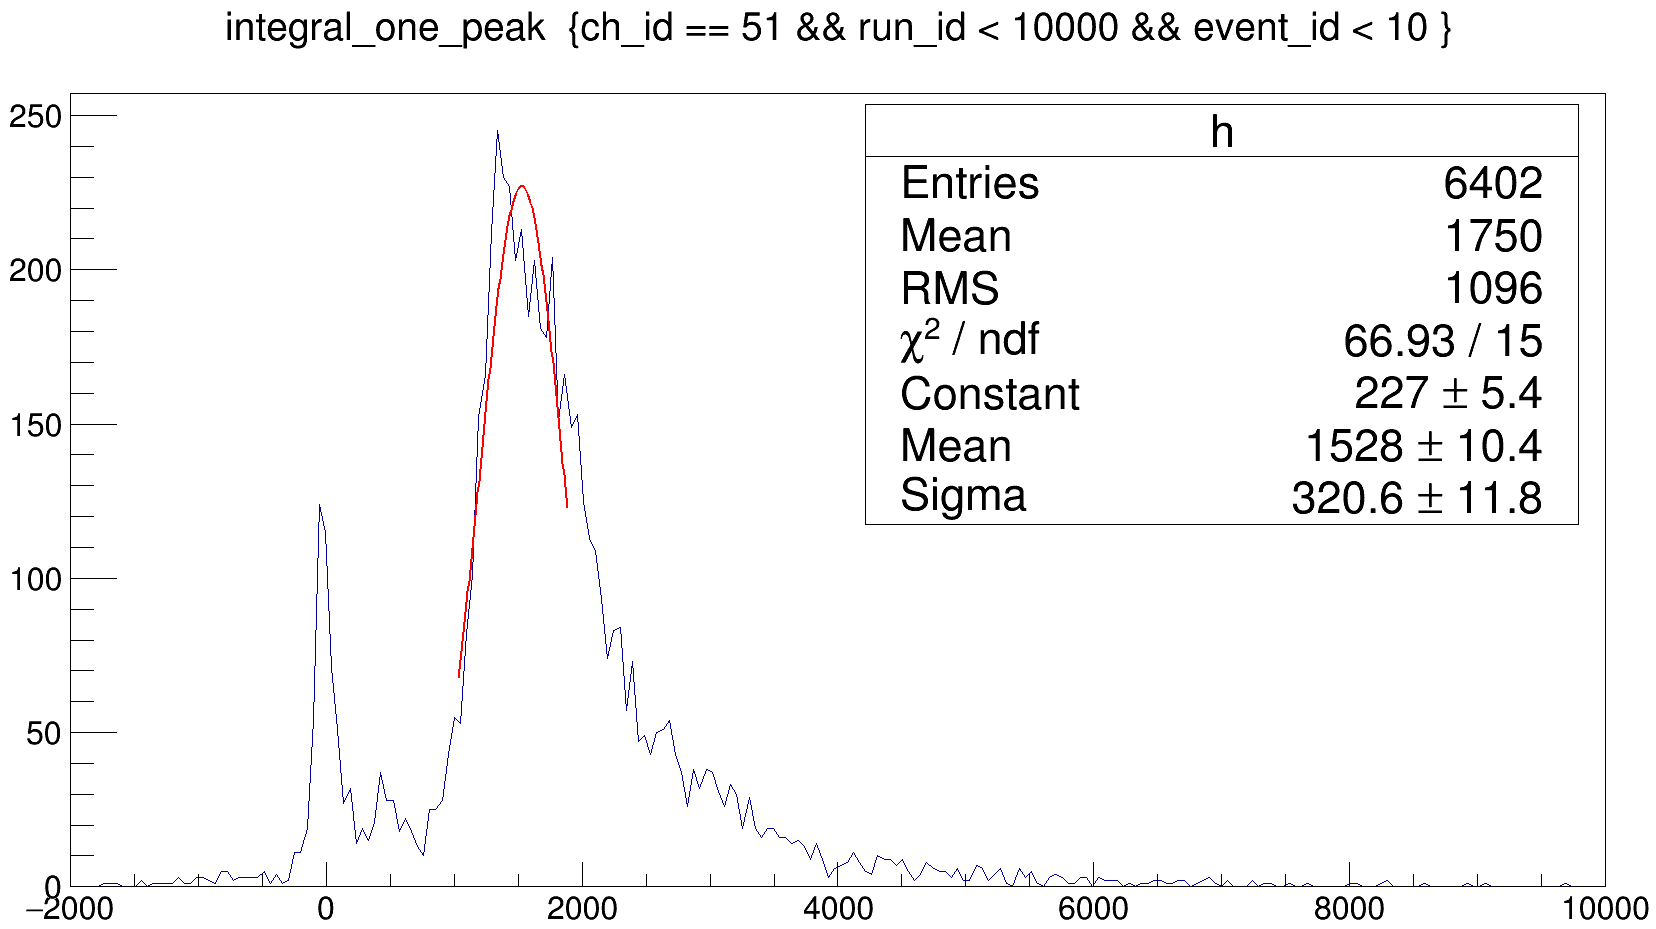 integral_one_peak {ch_id == 51 && run_id < 10000 && event_id < 10 }
h
Entries 6402
Mean 1750
RMS 1096
χ² / ndf 66.93 / 15
Constant 227 ± 5.4
Mean 1528 ± 10.4
Sigma 320.6 ± 11.8
250
200
150
100
50
0
−2000 0 2000 4000 6000 8000 10000